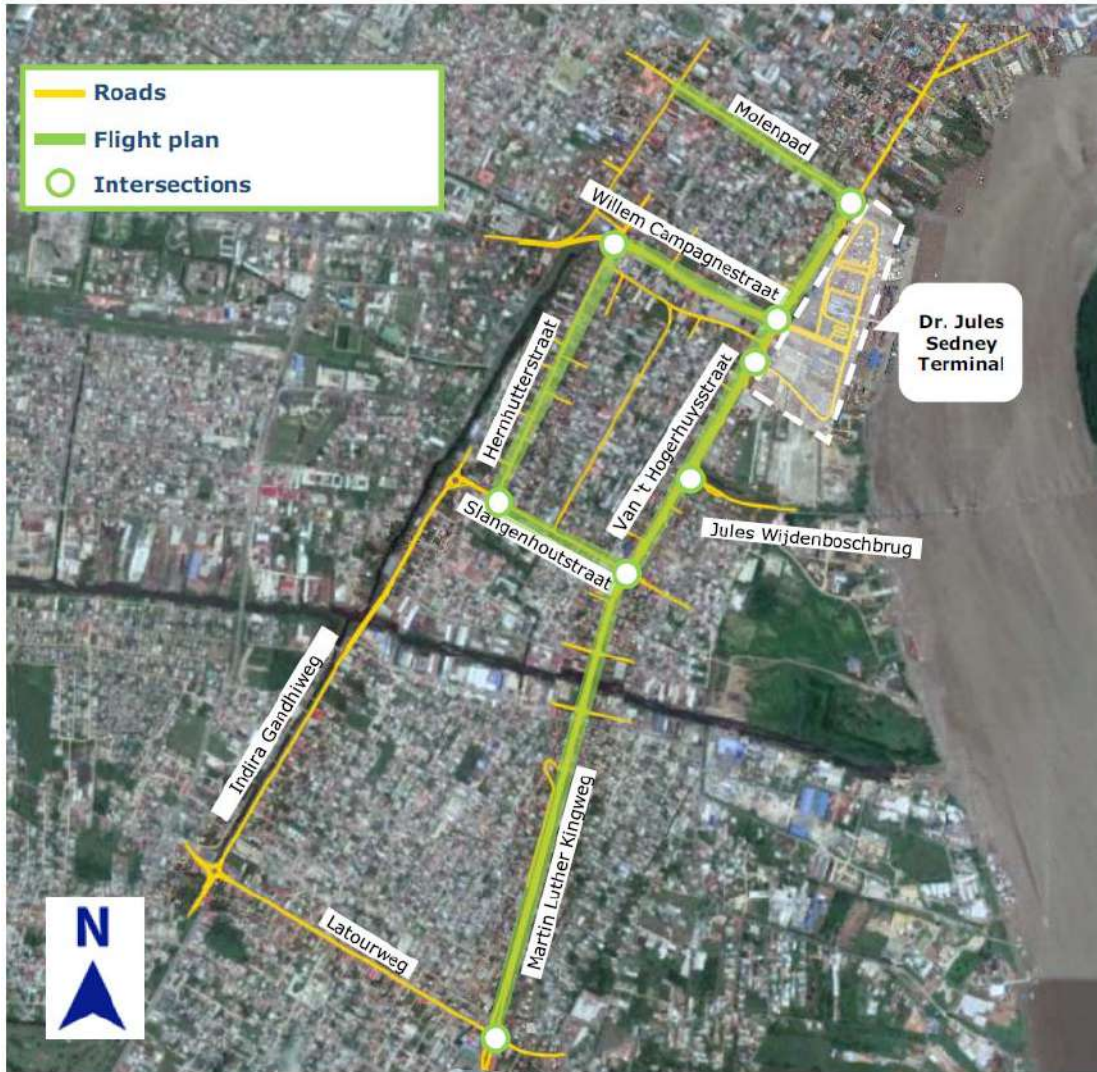 Roads
Flight plan
Intersections
Molenpad
Willem Campagnestraat
Dr. Jules
Sedney
Terminal
Hernhutterstraat
Van 't Hogerhuysstraat
Slangenhoutstraat
Jules Wijdenboschbrug
Indira Gandhiweg
Martin Luther Kingweg
Latourweg
N